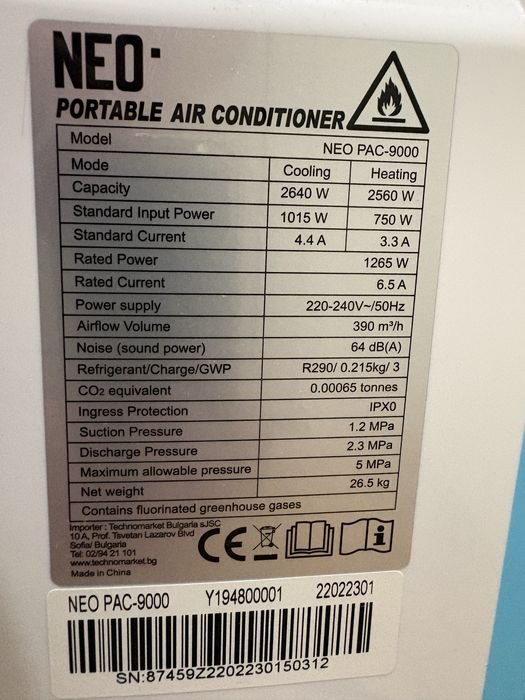 NEO
PORTABLE AIR CONDITIONER
Model NEO PAC-9000
Mode Cooling Heating
Capacity 2640 W 2560 W
Standard Input Power 1015 W 750 W
Standard Current 4.4 A 3.3 A
Rated Power 1265 W
Rated Current 6.5 A
Power supply 220-240V~/50Hz
Airflow Volume 390 m³/h
Noise (sound power) 64 dB(A)
Refrigerant/Charge/GWP R290/ 0.215kg/ 3
CO2 equivalent 0.00065 tonnes
Ingress Protection IPX0
Suction Pressure 1.2 MPa
Discharge Pressure 2.3 MPa
Maximum allowable pressure 5 MPa
Net weight 26.5 kg
Contains fluorinated greenhouse gases
Importer : Technomarket Bulgaria sJSC
10 A, Prof. Tsvetan Lazarov Blvd
Sofia/ Bulgaria
Tel: 02/94 21 101
www.technomarket.bg
Made in China
CE
i
NEO PAC-9000 Y194800001 22022301
SN:87459Z2202230150312